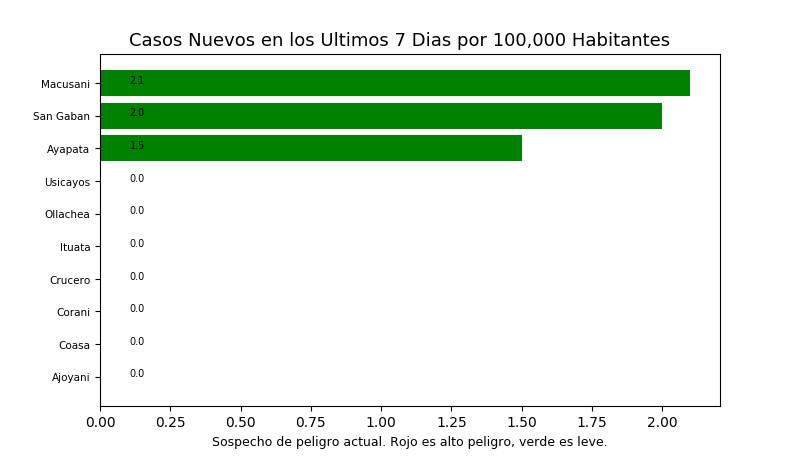 Casos Nuevos en los Ultimos 7 Dias por 100,000 Habitantes
Macusani 2.1
San Gaban 2.0
Ayapata 1.5
Usicayos 0.0
Ollachea 0.0
Ituata 0.0
Crucero 0.0
Corani 0.0
Coasa 0.0
Ajoyani 0.0
0.00 0.25 0.50 0.75 1.00 1.25 1.50 1.75 2.00
Sospecho de peligro actual. Rojo es alto peligro, verde es leve.